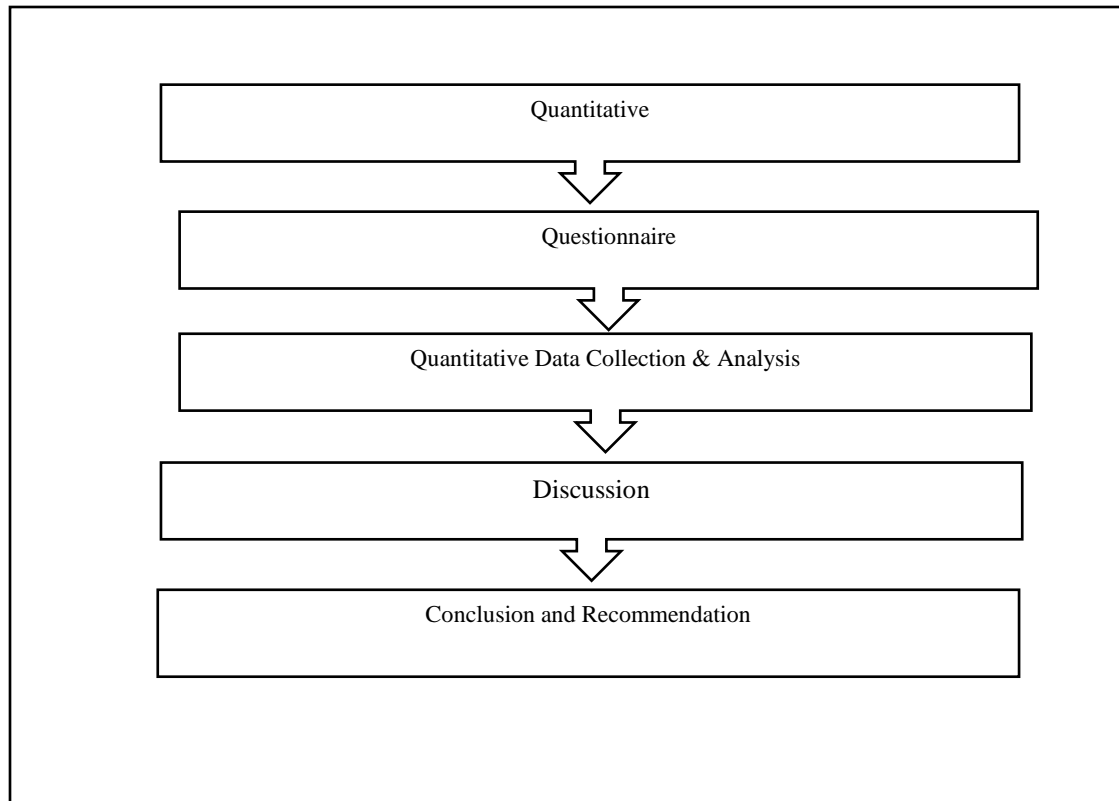 Quantitative
Questionnaire
Quantitative Data Collection & Analysis
Discussion
Conclusion and Recommendation